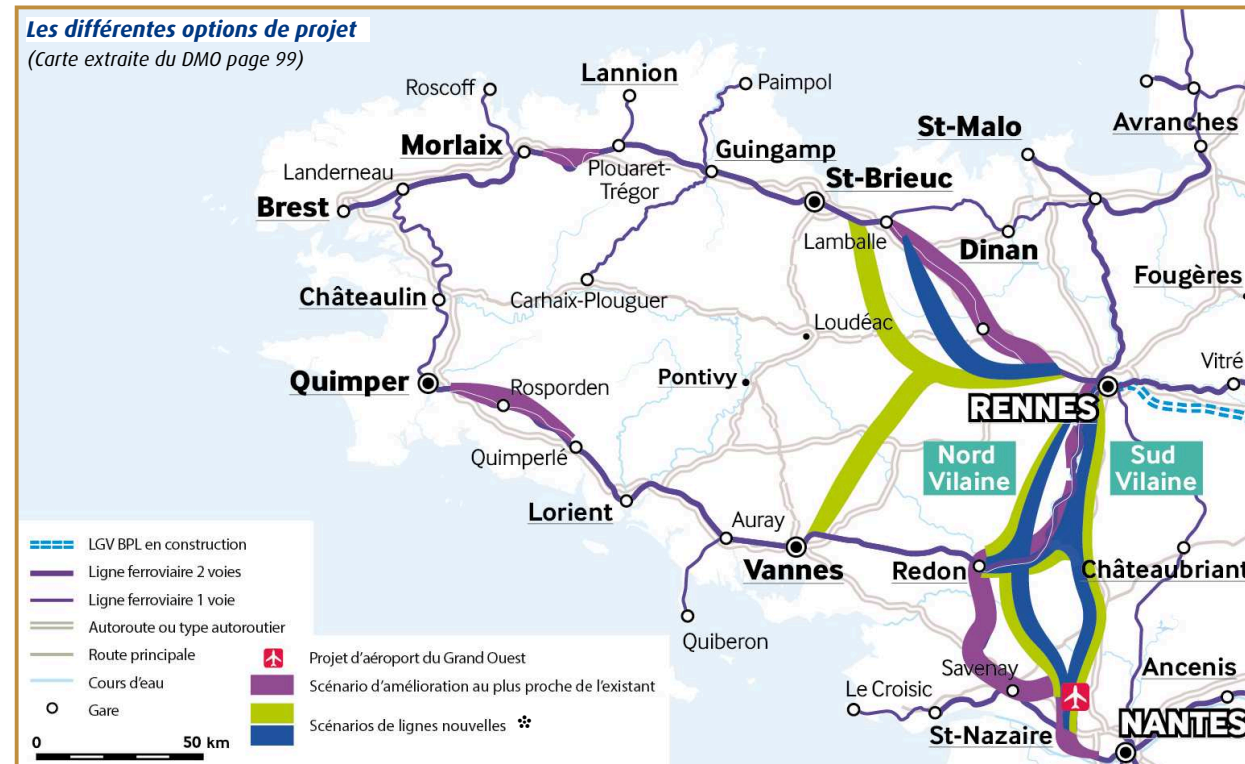 Les différentes options de projet
(Carte extraite du DMO page 99)
Roscoff
Lannion
Paimpol
St-Malo
Avranches
Morlaix
Guingamp
Landerneau
Plouaret-
Trégor
St-Brieuc
Brest
Lamballe
Dinan
Fougères
Châteaulin
Carhaix-Plouguer
Loudéac
Quimper
Rosporden
Pontivy
Vitré
RENNES
Quimperlé
Nord
Vilaine
Sud
Vilaine
Lorient
Auray
Vannes
Redon
Châteaubriant
Quiberon
Savenay
Ancenis
Le Croisic
St-Nazaire
NANTES
LGV BPL en construction
Ligne ferroviaire 2 voies
Ligne ferroviaire 1 voie
Autoroute ou type autoroutier
Route principale
Cours d'eau
Gare
0 50 km
Projet d'aéroport du Grand Ouest
Scénario d'amélioration au plus proche de l'existant
Scénarios de lignes nouvelles